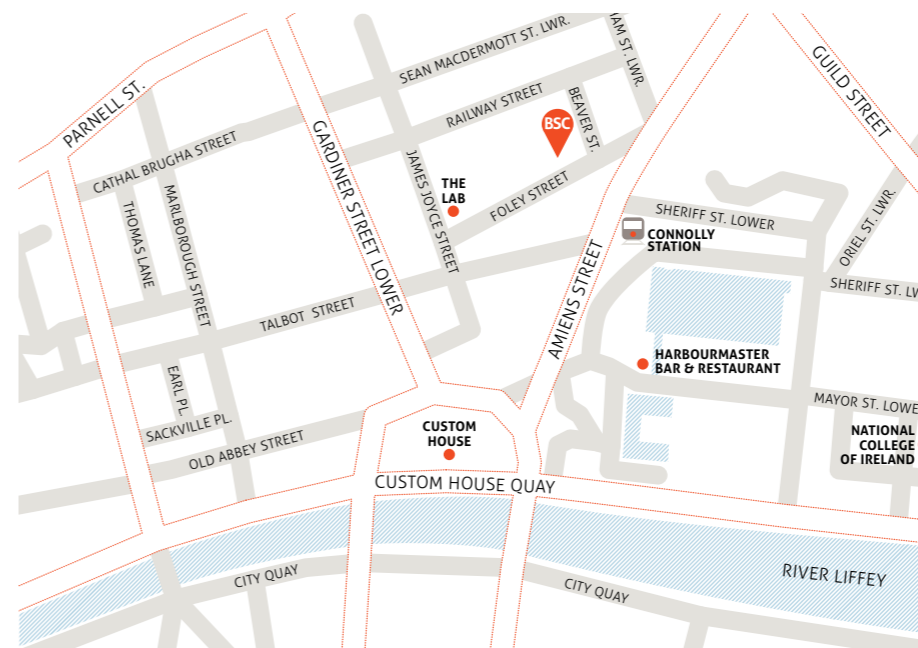 PARNELL ST.
SEAN MACDERMOTT ST. LWR.
ST. LWR.
GUILD STREET
RAILWAY STREET
BEAVER ST.
BSC
CATHAL BRUGHA STREET
GARDINER STREET LOWER
JAMES JOYCE STREET
THE
LAB
FOLEY STREET
THOMAS LANE
MARLBOROUGH STREET
SHERIFF ST. LOWER
CONNOLLY
STATION
ORIEL ST. LWR.
AMIENS STREET
SHERIFF ST. LW
TALBOT STREET
HARBOURMASTER
BAR & RESTAURANT
EARL PL.
MAYOR ST. LOWE
SACKVILLE PL.
CUSTOM
HOUSE
NATIONAL
COLLEGE
OF IRELAND
OLD ABBEY STREET
CUSTOM HOUSE QUAY
CITY QUAY
CITY QUAY
RIVER LIFFEY